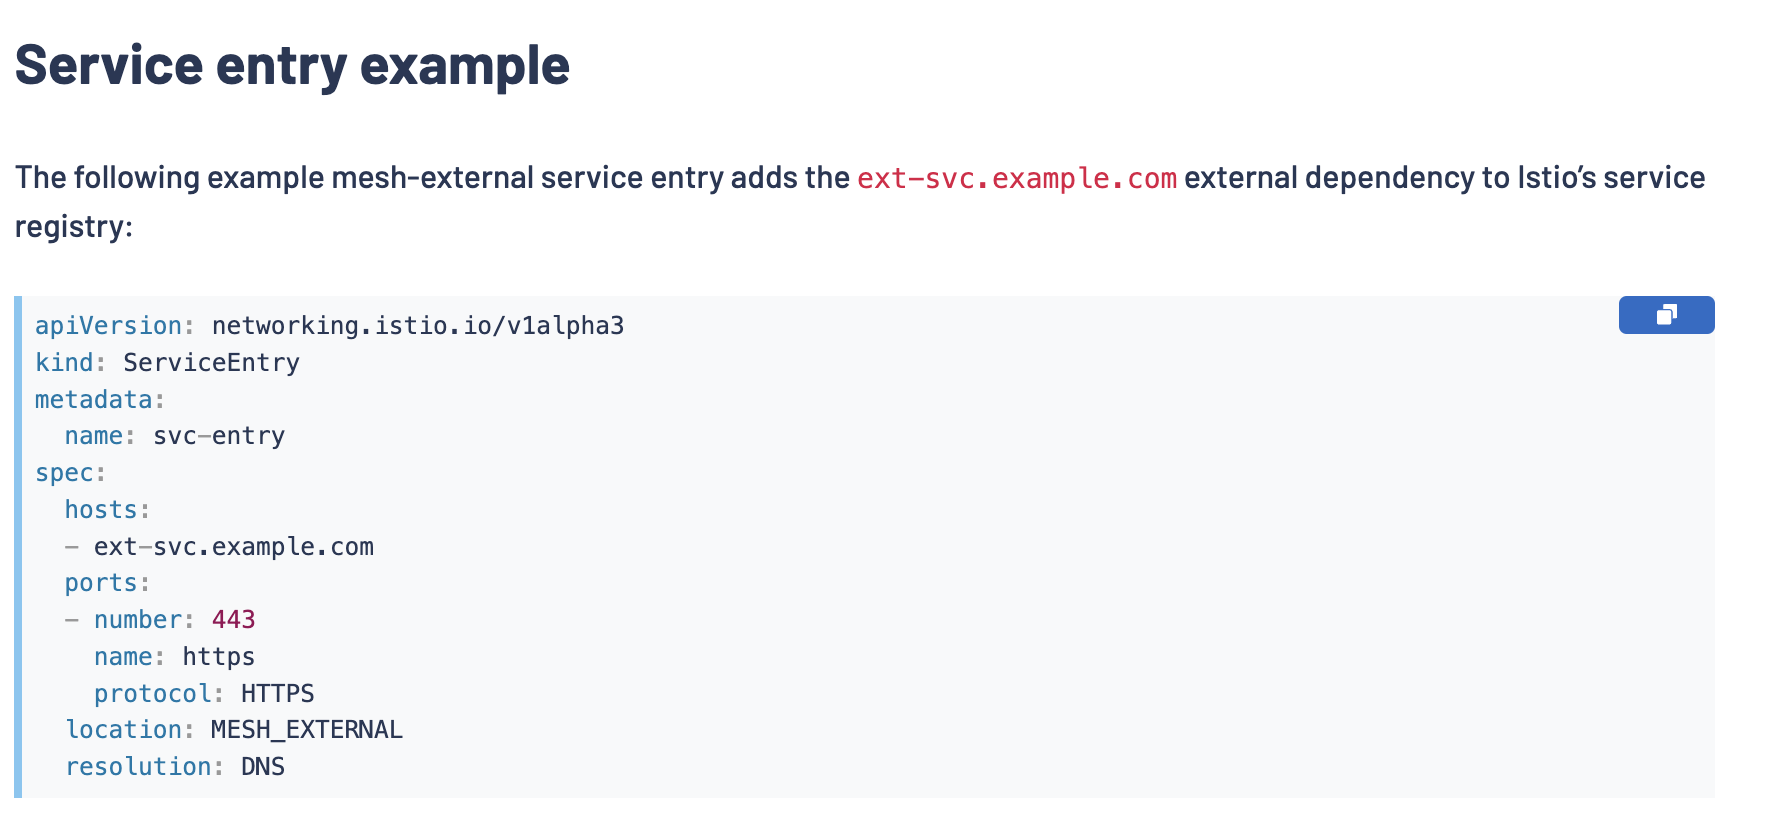 Service entry example
The following example mesh-external service entry adds the ext-svc.example.com external dependency to Istio’s service
registry:
apiVersion: networking.istio.io/v1alpha3
kind: ServiceEntry
metadata:
  name: svc-entry
spec:
  hosts:
  - ext-svc.example.com
  ports:
  - number: 443
    name: https
    protocol: HTTPS
  location: MESH_EXTERNAL
  resolution: DNS